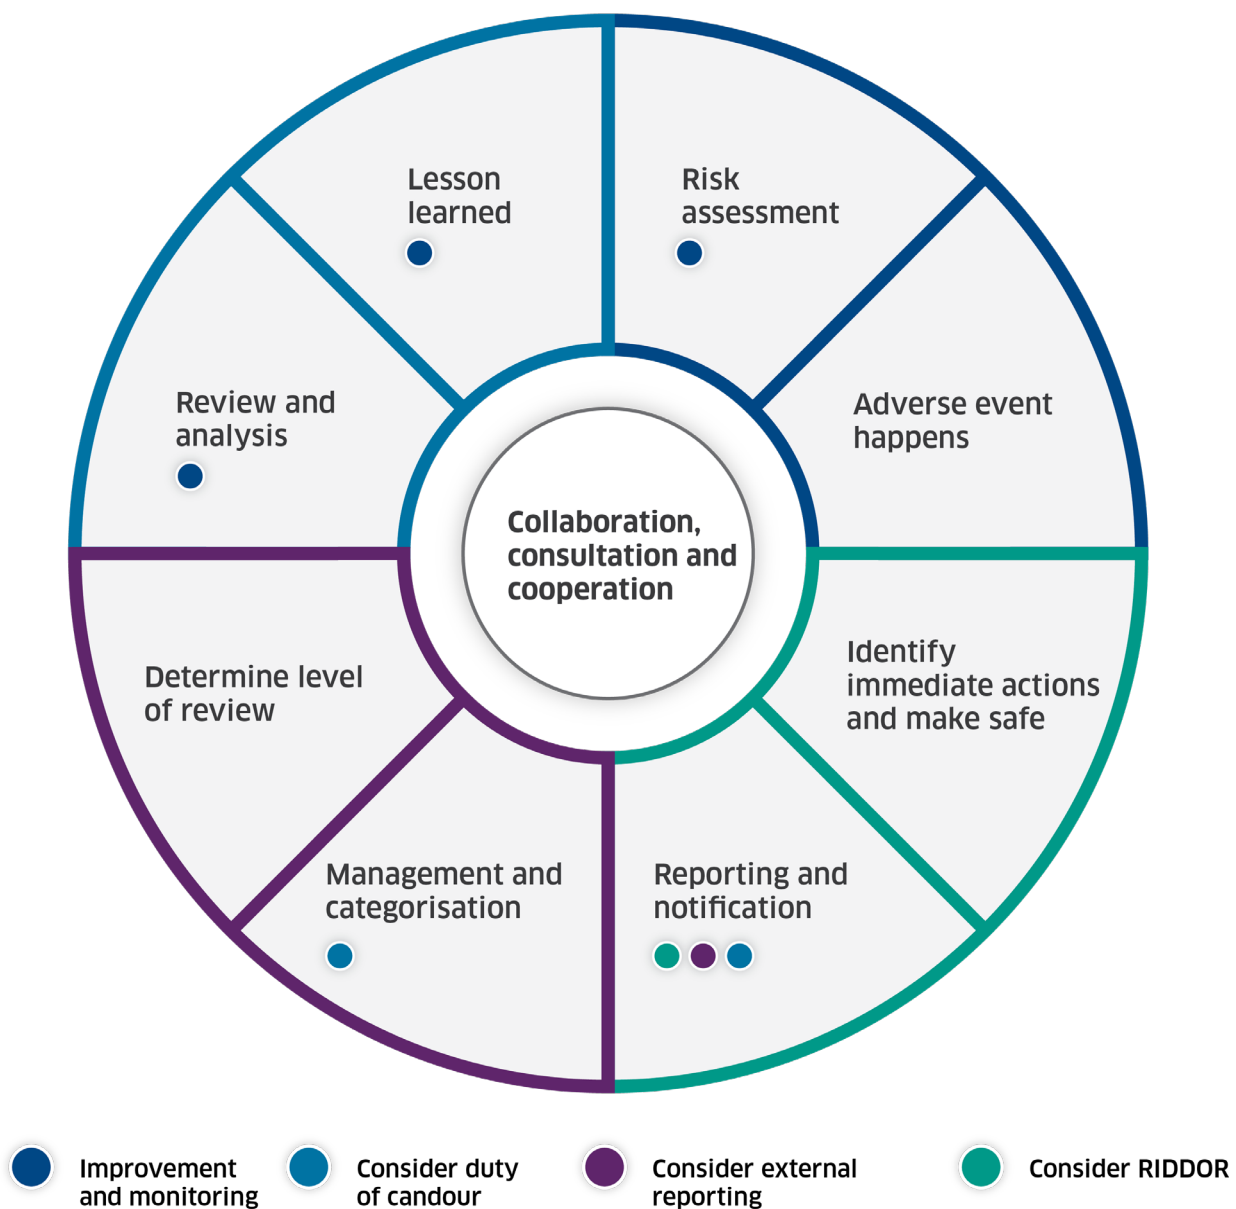 Lesson
learned
Risk
assessment
Review and
analysis
Adverse event
happens
Collaboration,
consultation and
cooperation
Determine level
of review
Identify
immediate actions
and make safe
Management and
categorisation
Reporting and
notification
Improvement
and monitoring
Consider duty
of candour
Consider external
reporting
Consider RIDDOR